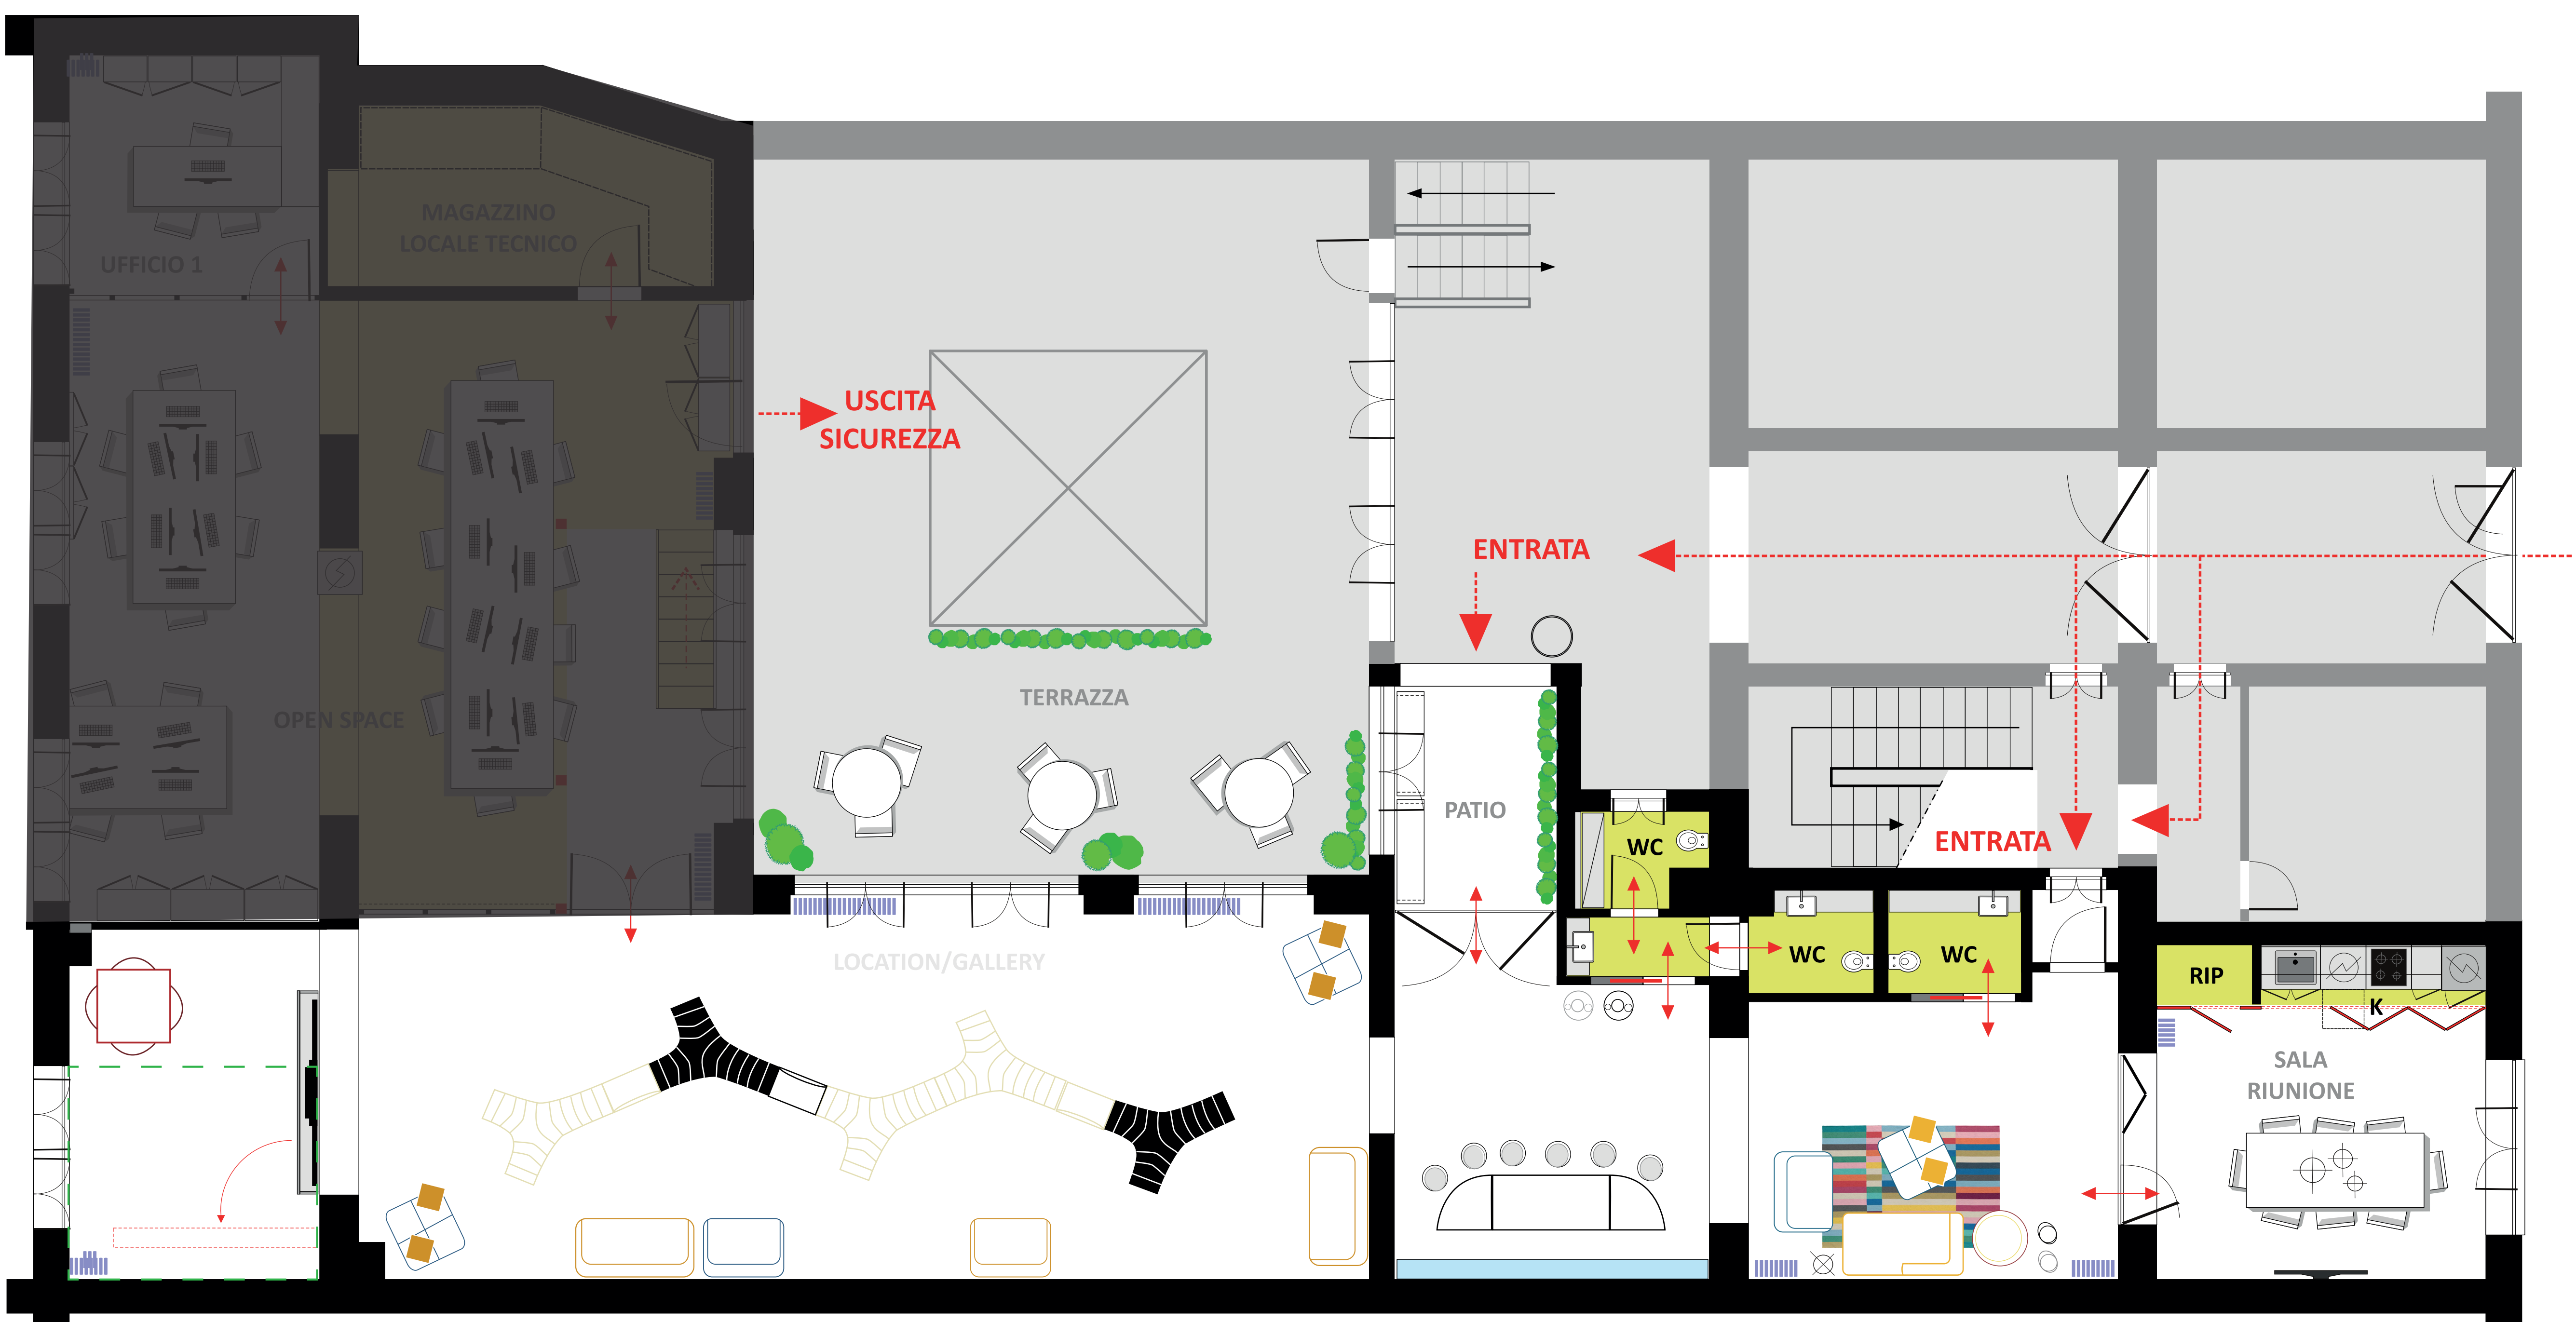 MAGAZZINO
LOCALE TECNICO
UFFICIO 1
USCITA
SICUREZZA
ENTRATA
TERRAZZA
OPEN SPACE
PATIO
WC
ENTRATA
LOCATION/GALLERY
WC
WC
RIP
K
SALA
RIUNIONE